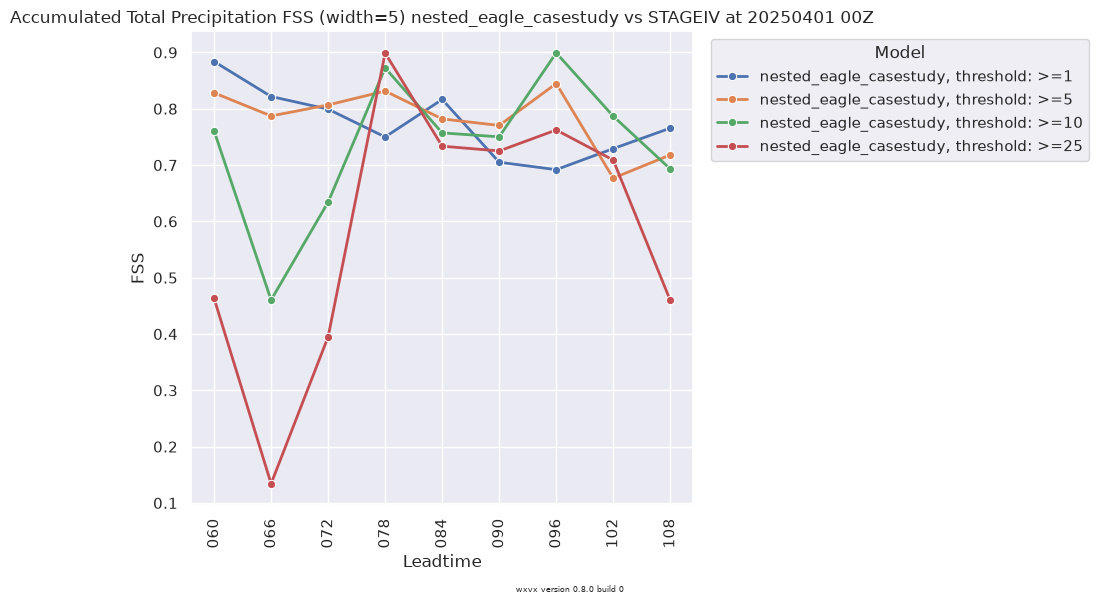 Accumulated Total Precipitation FSS (width=5) nested_eagle_casestudy vs STAGEIV at 20250401 00Z
Model
nested_eagle_casestudy, threshold: >=1
nested_eagle_casestudy, threshold: >=5
nested_eagle_casestudy, threshold: >=10
nested_eagle_casestudy, threshold: >=25
FSS
0.9
0.8
0.7
0.6
0.5
0.4
0.3
0.2
0.1
060 066 072 078 084 090 096 102 108
Leadtime
wxvx version 0.8.0 build 0